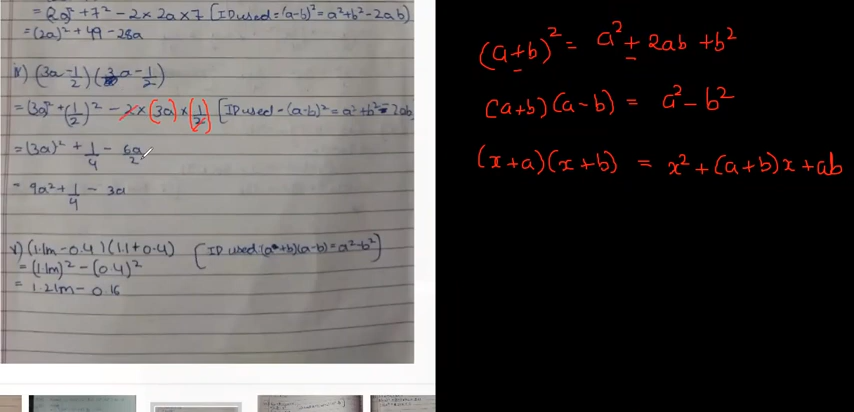 = (2a)² + 7² - 2 × 2a × 7 [ID used = (a-b)² = a² + b² - 2ab]
= (2a)² + 49 - 28a
iv) (3a - 1/2) (3a - 1/2)
= (3a)² + (1/2)² - 2 × (3a) × (1/2) [ID used - (a-b)² = a² + b² - 2ab
= (3a)² + 1/4 - 6a/2
= 9a² + 1/4 - 3a
v) (1.1m - 0.4) (1.1 + 0.4) [ID used (a+b)(a-b) = a² - b²]
= (1.1m)² - (0.4)²
= 1.21m - 0.16
(a+b)² = a² + 2ab + b²
(a+b)(a-b) = a² - b²
(x+a)(x+b) = x² + (a+b)x + ab